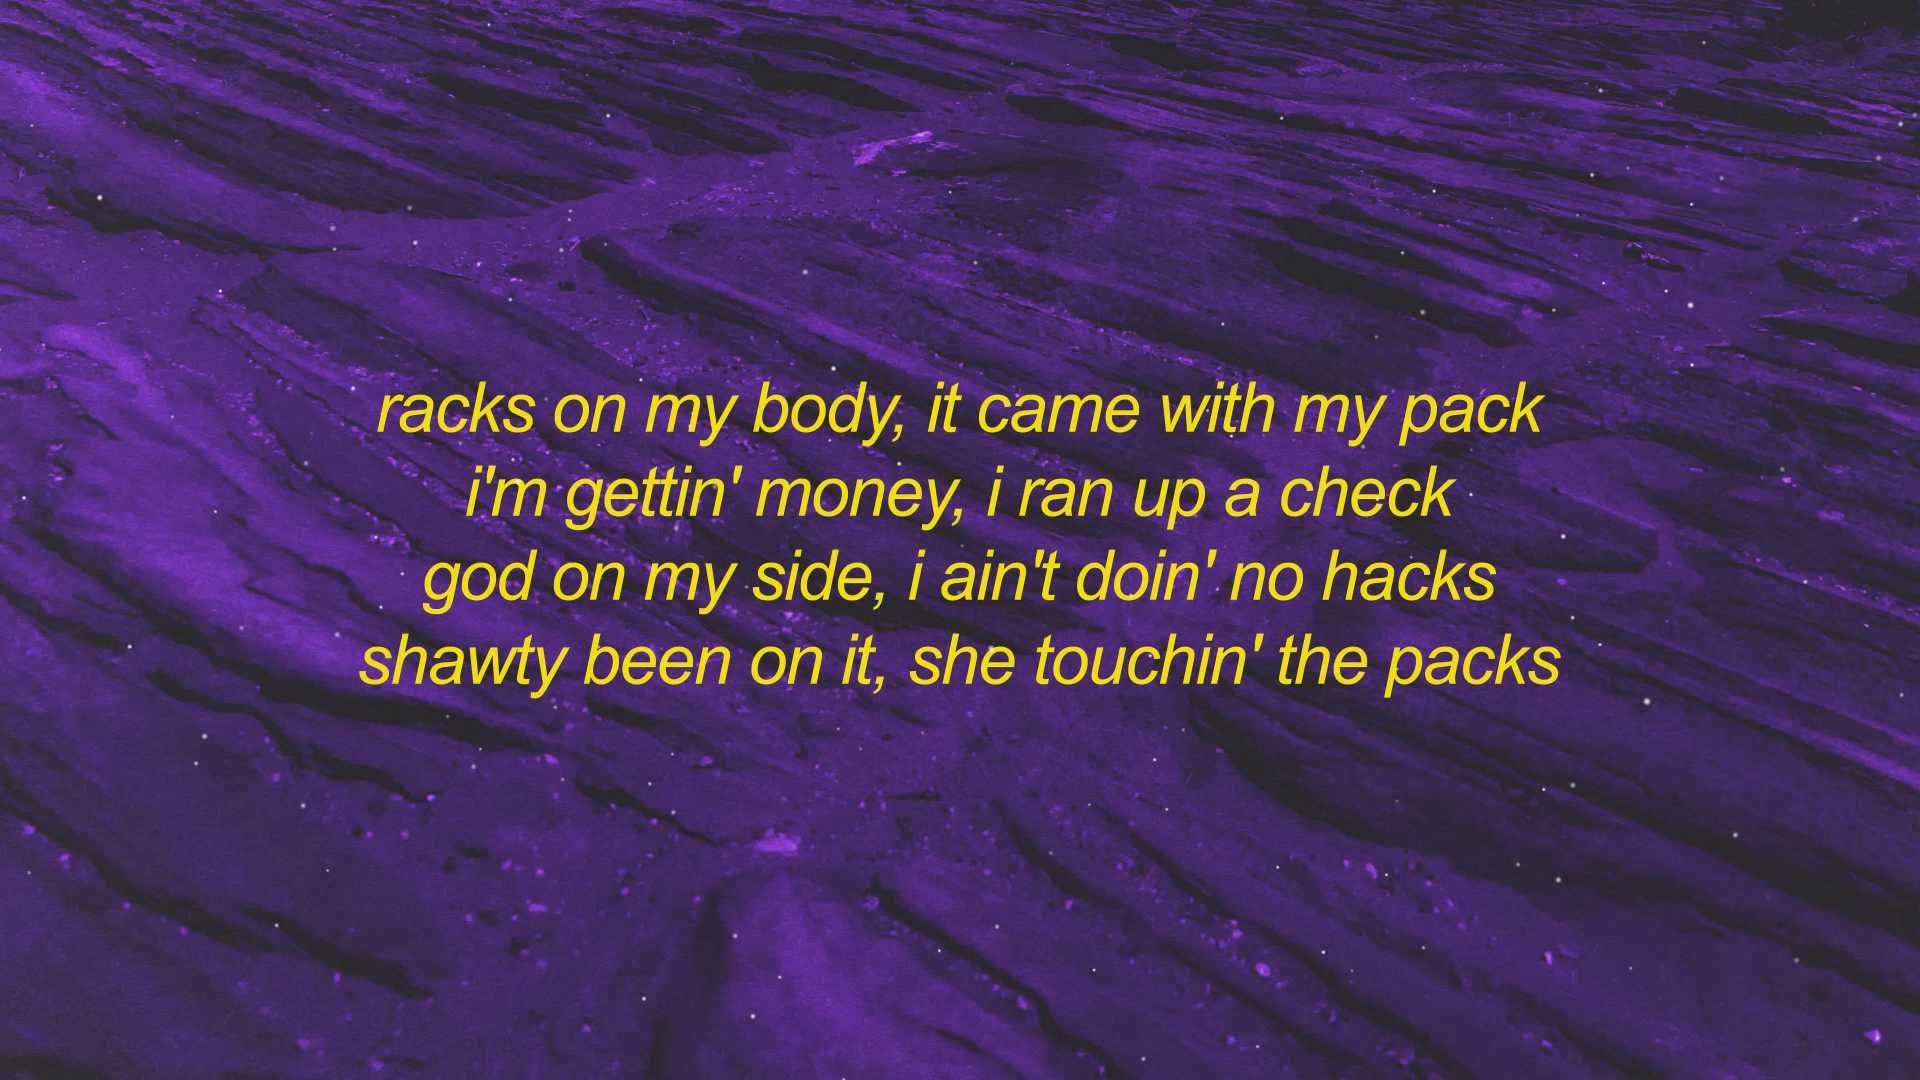 racks on my body, it came with my pack
i'm gettin' money, i ran up a check
god on my side, i ain't doin' no hacks
shawty been on it, she touchin' the packs